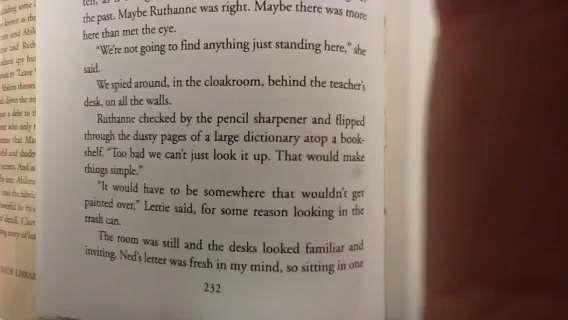 the past. Maybe Ruthanne was right. Maybe there was more
here than met the eye.
“We’re not going to find anything just standing here,” she
said.
We spied around, in the cloakroom, behind the teacher’s
desk, on all the walls.
Ruthanne checked by the pencil sharpener and flipped
through the dusty pages of a large dictionary atop a book-
shelf. “Too bad we can’t just look it up. That would make
things simple.”
“It would have to be somewhere that wouldn’t get
painted over,” Lettie said, for some reason looking in the
trash can.
The room was still and the desks looked familiar and
inviting. Ned’s letter was fresh in my mind, so sitting in one
232